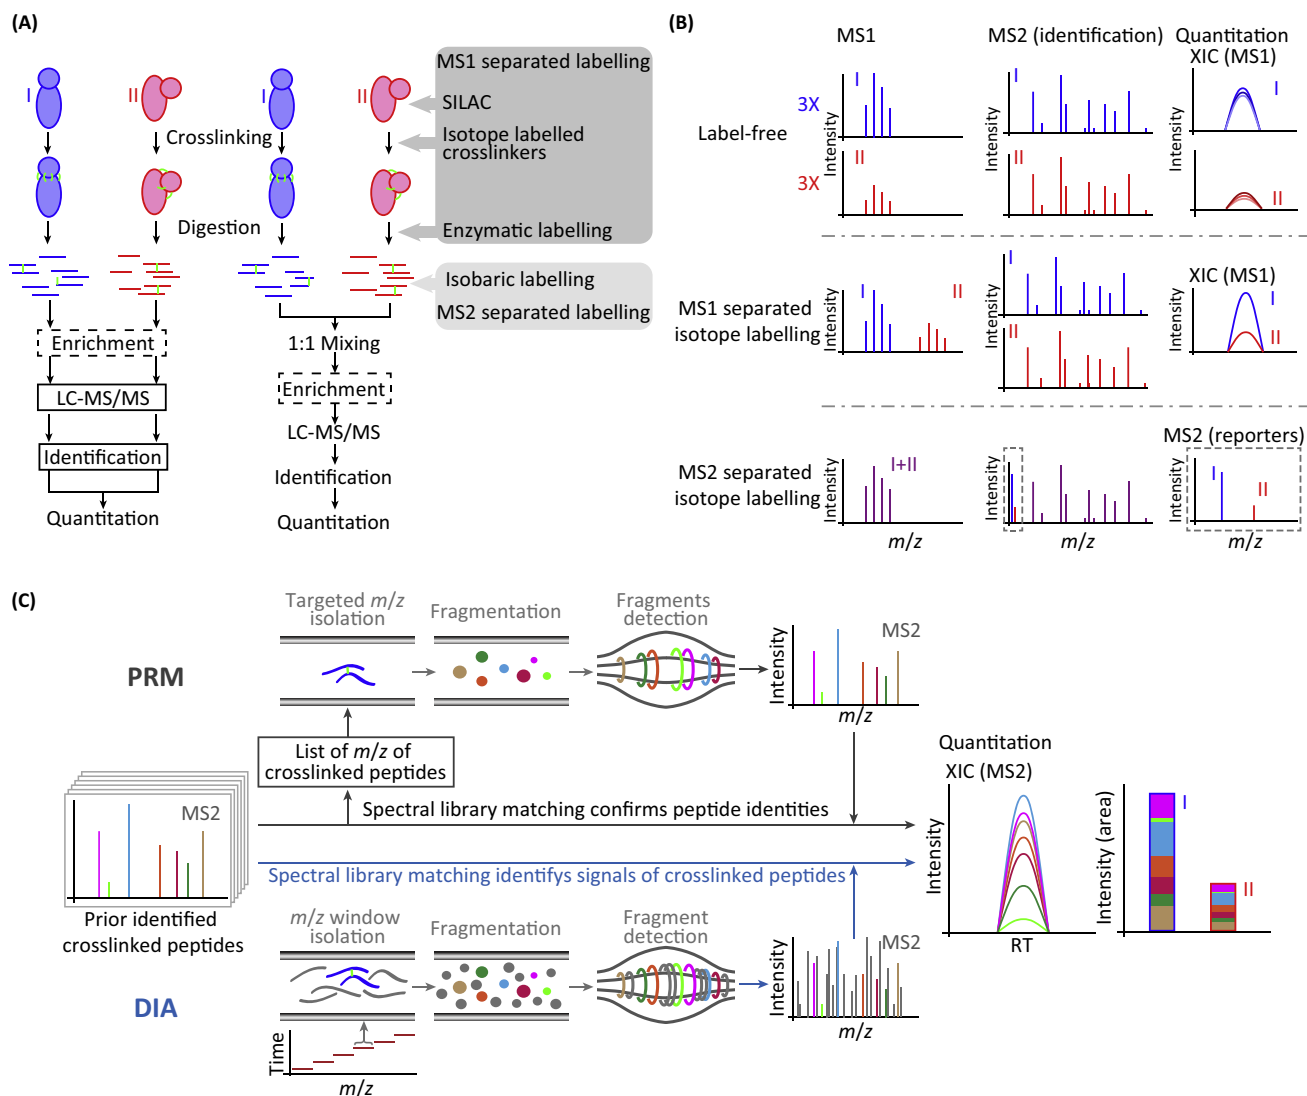 (A)
I
II
I
II
Crosslinking
Digestion
MS1 separated labelling
SILAC
Isotope labelled
crosslinkers
Enzymatic labelling
Isobaric labelling
MS2 separated labelling
Enrichment
LC-MS/MS
Identification
Quantitation
1:1 Mixing
Enrichment
LC-MS/MS
Identification
Quantitation
(B)
MS1
MS2 (identification)
Quantitation
XIC (MS1)
Label-free
3X
3X
Intensity
I
II
Intensity
I
II
Intensity
I
II
MS1 separated
isotope labelling
Intensity
I
II
Intensity
I
Intensity
II
XIC (MS1)
Intensity
I
II
MS2 separated
isotope labelling
Intensity
I+II
m/z
Intensity
m/z
MS2 (reporters)
Intensity
I
II
m/z
(C)
PRM
Targeted m/z
isolation
Fragmentation
Fragments
detection
Intensity
MS2
m/z
List of m/z of
crosslinked peptides
MS2
Prior identified
crosslinked peptides
Spectral library matching confirms peptide identities
Spectral library matching identifys signals of crosslinked peptides
DIA
m/z window
isolation
Fragmentation
Fragment
detection
Intensity
MS2
m/z
Time
m/z
Quantitation
XIC (MS2)
Intensity
RT
Intensity (area)
I
II